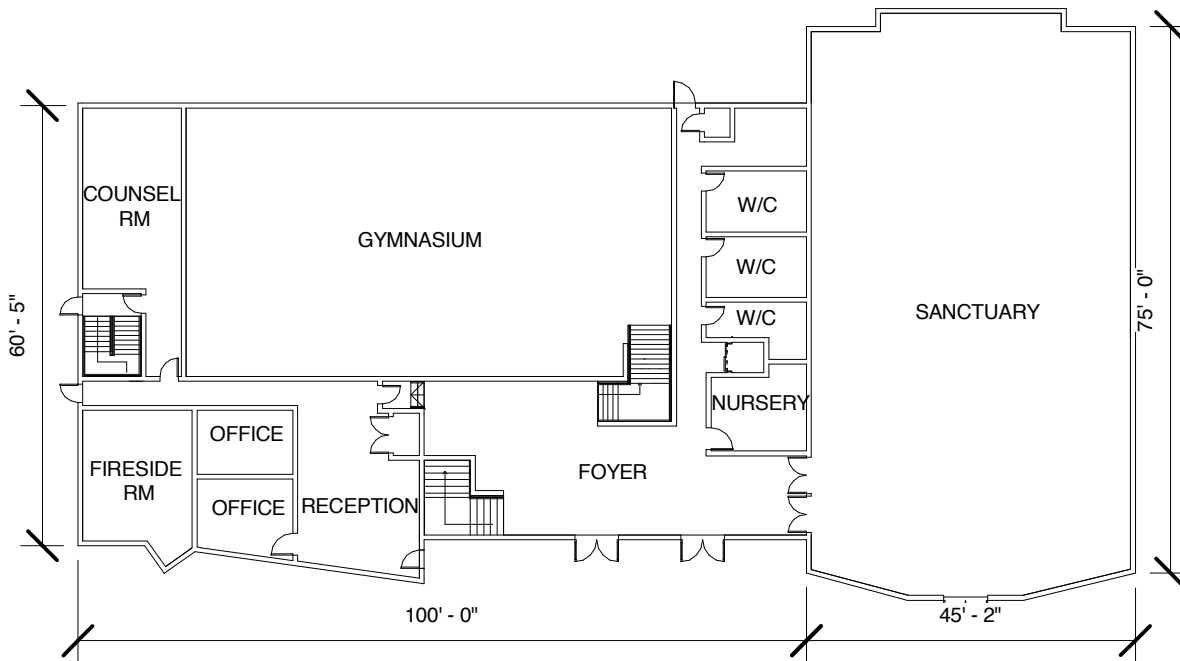 COUNSEL
RM
GYMNASIUM
W/C
W/C
W/C
SANCTUARY
60' - 5"
75' - 0"
NURSERY
OFFICE
FIRESIDE
RM
OFFICE
RECEPTION
FOYER
100' - 0"
45' - 2"